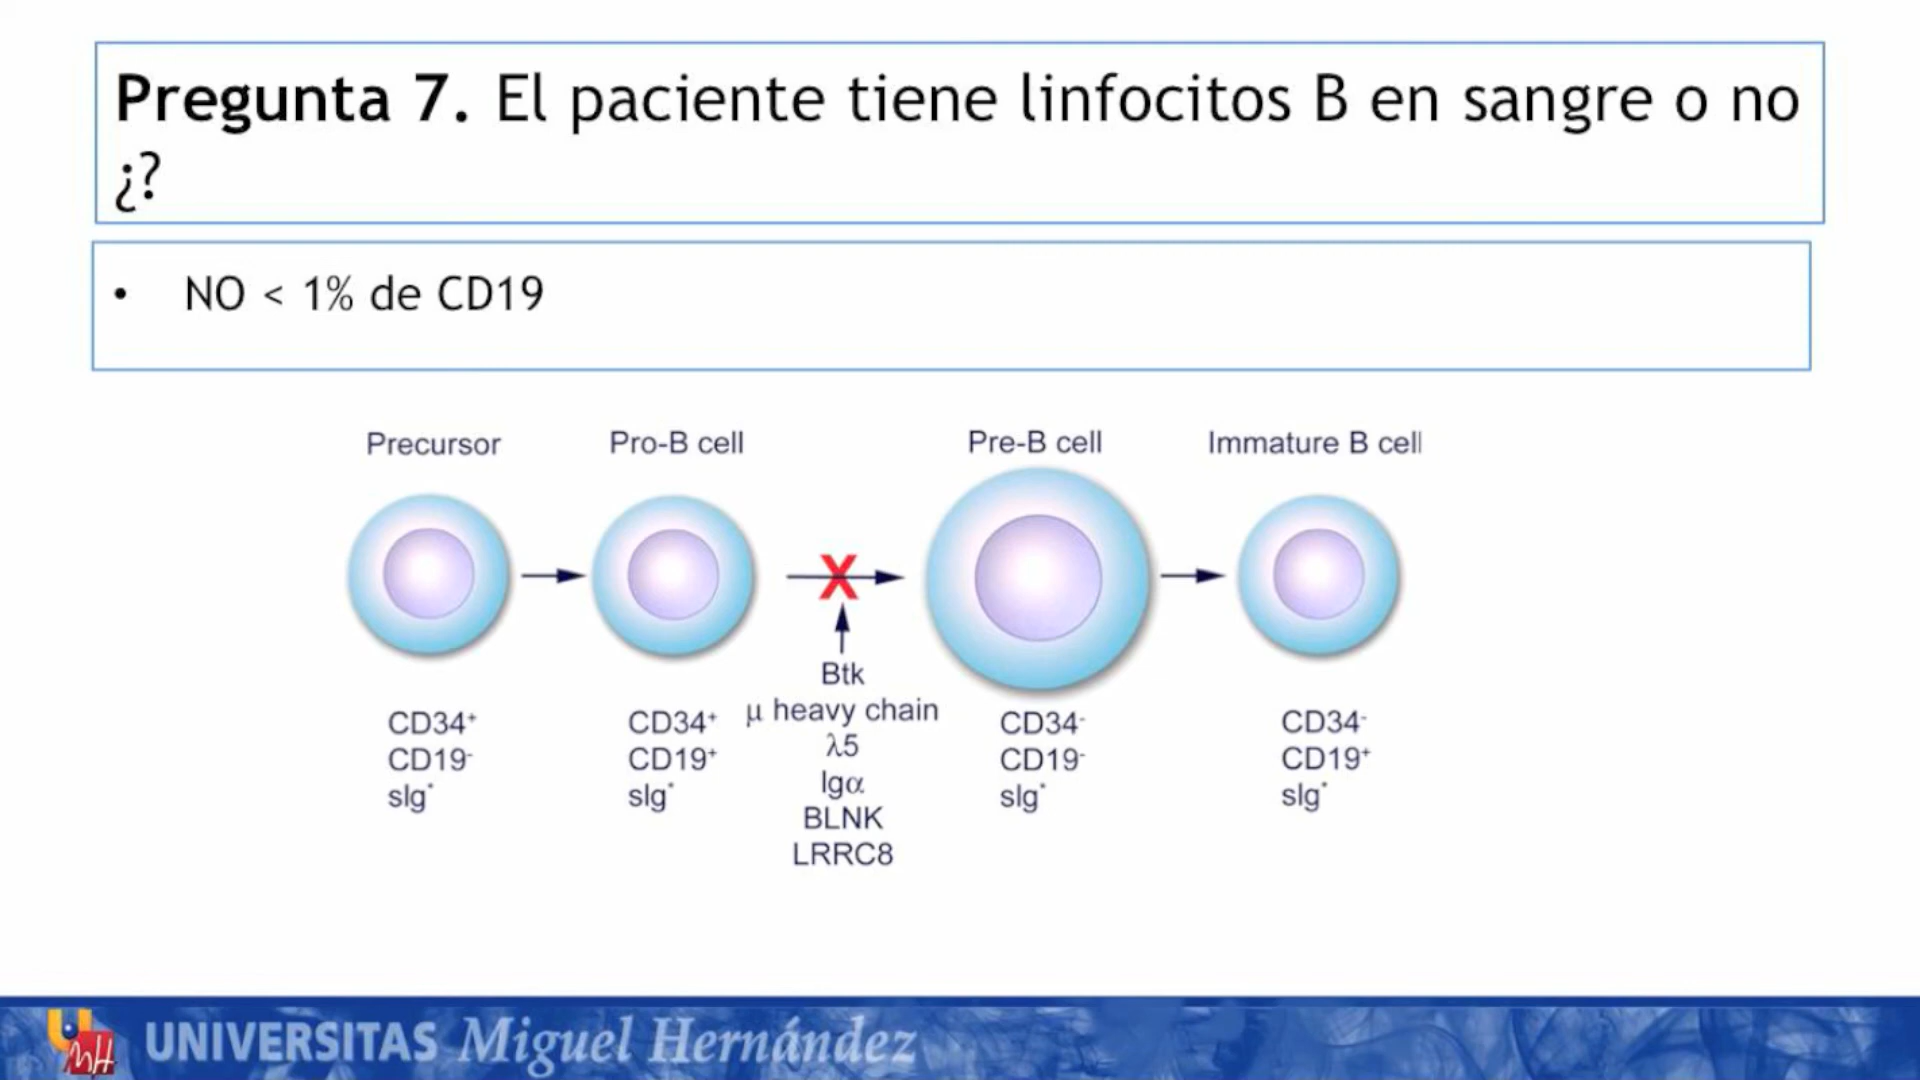 Pregunta 7. El paciente tiene linfocitos B en sangre o no
¿?
• NO < 1% de CD19
Precursor
Pro-B cell
Pre-B cell
Immature B cell
X
Btk
μ heavy chain
λ5
Igα
BLNK
LRRC8
CD34⁺
CD19⁻
sIg⁻
CD34⁺
CD19⁺
sIg⁻
CD34⁻
CD19⁻
sIg⁻
CD34⁻
CD19⁺
sIg⁺
UNIVERSITAS Miguel Hernández